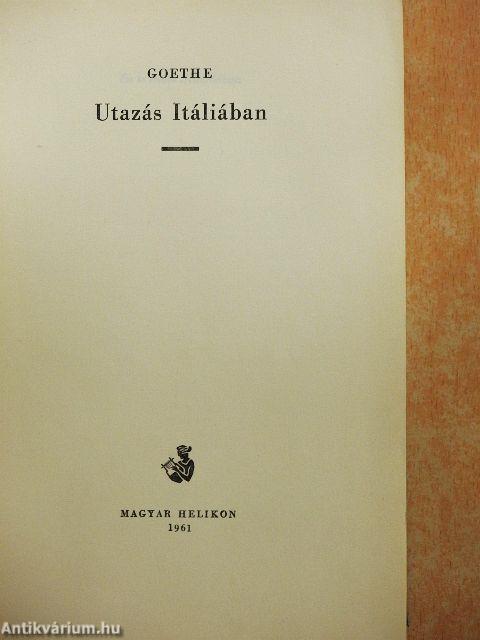 GOETHE
Utazás Itáliában
MAGYAR HELIKON
1961
Antikvárium.hu